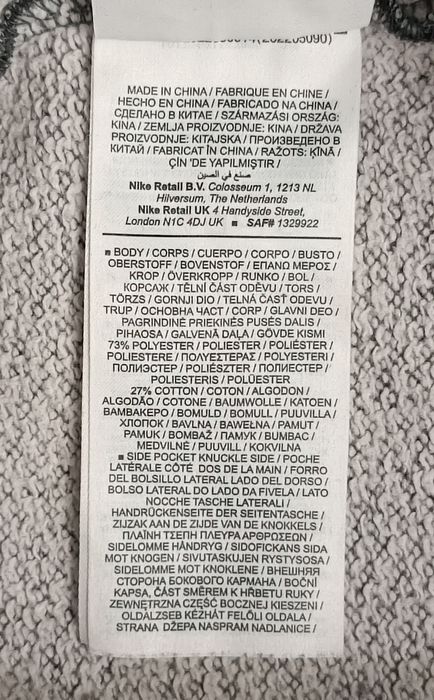 MADE IN CHINA / FABRIQUE EN CHINE /
HECHO EN CHINA / FABRICADO NA CHINA /
СДЕЛАНО В КИТАЕ / SZÁRMAZÁSI ORSZÁG:
KÍNA / ZEMLJA PROIZVODNJE: KINA / DRŽAVA
PROIZVODNJE: KITAJSKA / ПРОИЗВЕДЕНО В
КИТАЙ / FABRICAT ÎN CHINA / RAŽOTS: ĶĪNĀ /
ÇİN 'DE YAPILMIŞTIR /
صنع في الصين
Nike Retail B.V. Colosseum 1, 1213 NL
Hilversum, The Netherlands
Nike Retail UK 4 Handyside Street,
London N1C 4DJ UK ■ SAF# 1329922
■ BODY / CORPS / CUERPO / CORPO / BUSTO /
OBERSTOFF / BOVENSTOF / ΕΠΑΝΩ ΜΕΡΟΣ /
KROP / ÖVERKROPP / RUNKO / BOL /
КОРСАЖ / TĚLNÍ ČÁST ODĚVU / TORS /
TÖRZS / GORNJI DIO / TELNÁ ČASŤ ODEVU /
TRUP / ОСНОВНА ЧАСТ / CORP / GLAVNI DEO /
PAGRINDINĖ PRIEKINĖS PUSĖS DALIS /
PIHAOSA / GALVENĀ DAĻA / GÖVDE KISMI
73% POLYESTER / POLIESTER / POLIÉSTER /
POLIESTERE / ΠΟΛΥΕΣΤΕΡΑΣ / POLYESTERI /
ПОЛИЭСТЕР / POLIÉSZTER / ПОЛИЕСТЕР /
POLIESTERIS / POLÜESTER
27% COTTON / COTON / ALGODON /
ALGODÃO / COTONE / BAUMWOLLE / KATOEN /
ΒΑΜΒΑΚΕΡΟ / BOMULD / BOMULL / PUUVILLA /
ХЛОПОК / BAVLNA / BAWEŁNA / PAMUT /
PAMUK / BOMBAŽ / ПАМУК / BUMBAC /
MEDVILNĖ / PUUVILL / KOKVILNA
■ SIDE POCKET KNUCKLE SIDE / POCHE
LATÉRALE CÔTÉ DOS DE LA MAIN / FORRO
DEL BOLSILLO LATERAL LADO DEL DORSO /
BOLSO LATERAL DO LADO DA FIVELA / LATO
NOCCHE TASCHE LATERALI /
HANDRÜCKENSEITE DER SEITENTASCHE /
ZIJZAK AAN DE ZIJDE VAN DE KNOKKELS /
ΠΛΑΪΝΗ ΤΣΕΠΗ ΠΛΕΥΡΑ ΑΡΘΡΩΣΕΩΝ /
SIDELOMME HÅNDRYG / SIDOFICKANS SIDA
MOT KNOGEN / SIVUTASKUJEN RYSTYSOSA /
SIDELOMME MOT KNOKLENE / ВНЕШНЯЯ
СТОРОНА БОКОВОГО КАРМАНА / BOČNÍ
KAPSA, ČÁST SMĚREM K HŘBETU RUKY /
ZEWNĘTRZNA CZĘŚĆ BOCZNEJ KIESZENI /
OLDALZSEB KÉZHÁT FELŐLI OLDALA /
STRANA DŽEPA NASPRAM NADLANICE /